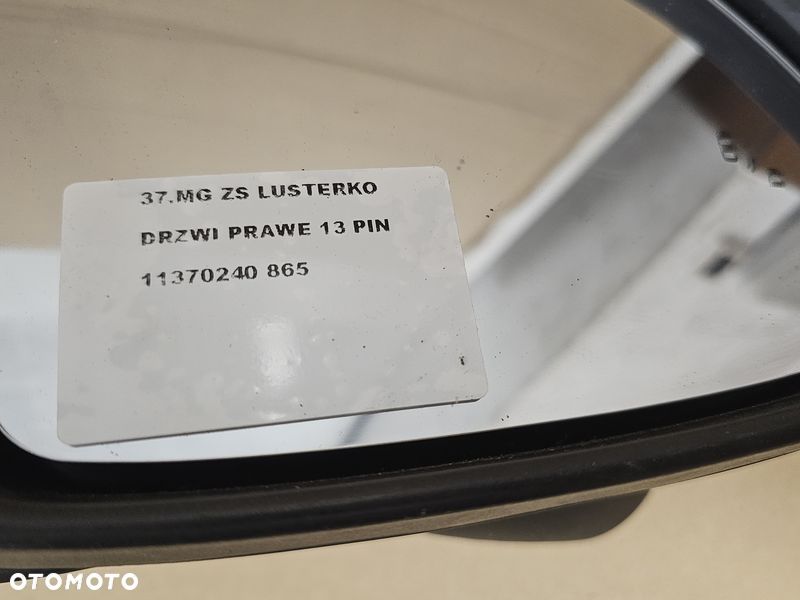 37.MG ZS LUSTERKO
DRZWI PRAWE 13 PIN
11370240 865
OTOMOTO